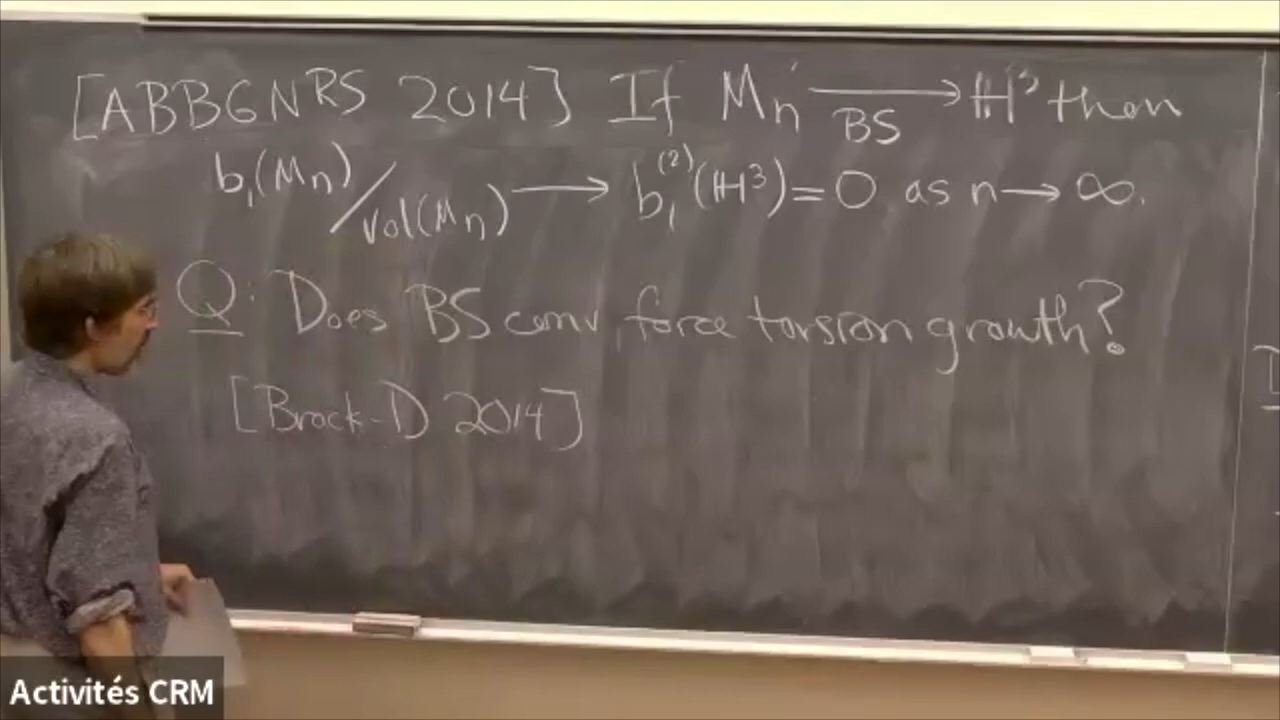 [ABBGNRS 2014] If Mn ⟶ ℍ³ then
BS
b₁(Mn)/vol(Mn) ⟶ b₁⁽²⁾(ℍ³) = 0 as n → ∞.
Q: Does BS conv. force torsion growth?
[Brock-D 2014]
Activités CRM